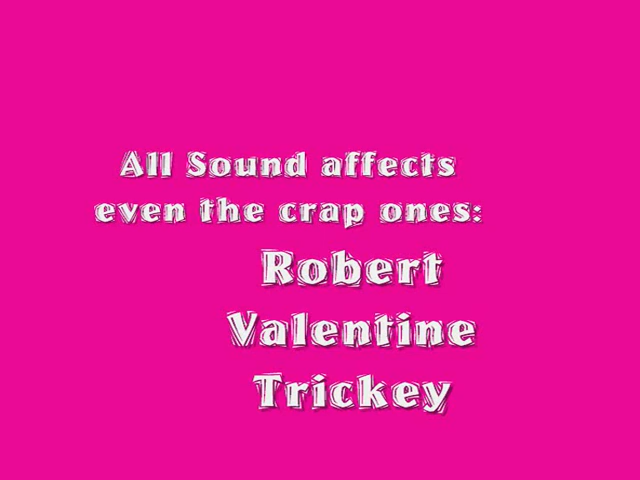 All Sound affects
even the crap ones:
Robert
Valentine
Trickey